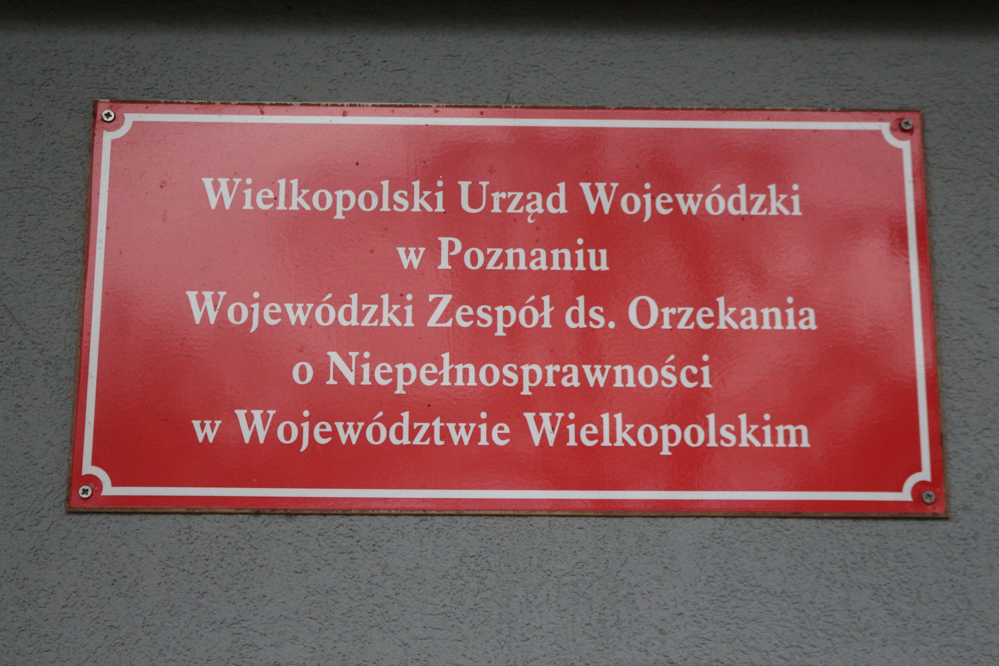 Wielkopolski Urząd Wojewódzki
w Poznaniu
Wojewódzki Zespół ds. Orzekania
o Niepełnosprawności
w Województwie Wielkopolskim